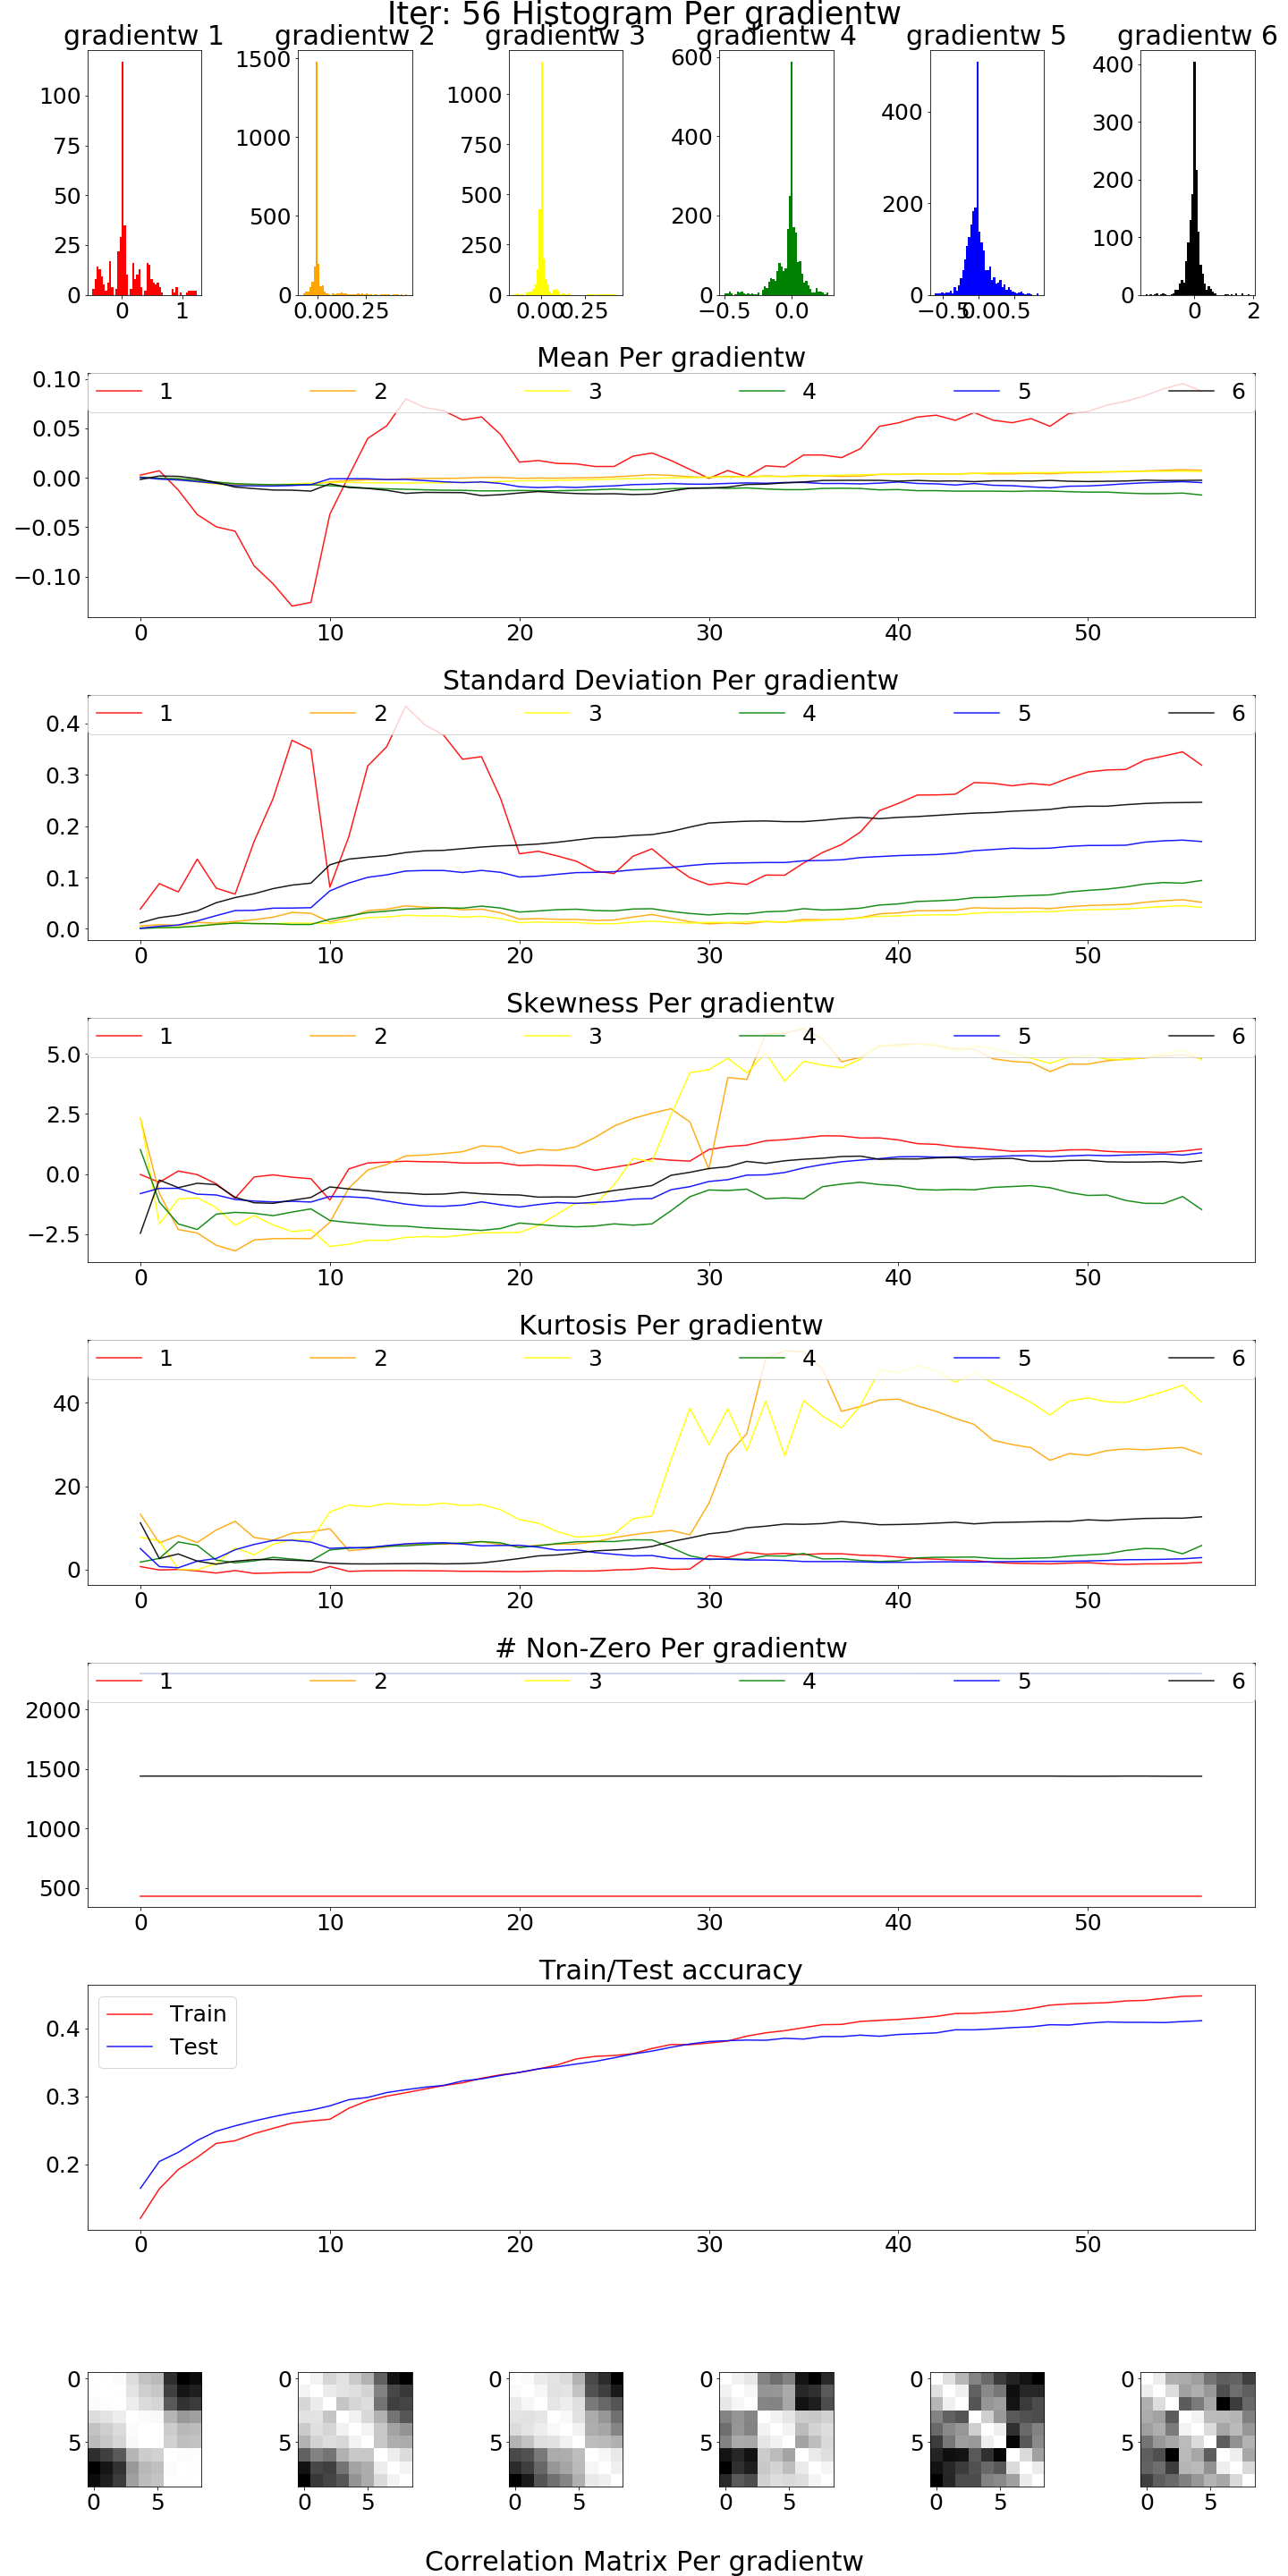 Iter: 56 Histogram Per gradientw
gradientw 1 gradientw 2 gradientw 3 gradientw 4 gradientw 5 gradientw 6
100
75
50
25
0
0 1
1500
1000
500
0
0.00 0.25
1000
750
500
250
0
0.00 0.25
600
400
200
0
−0.5 0.0
400
200
0
−0.5 0.0 0.5
400
300
200
100
0
0 2
Mean Per gradientw
1 2 3 4 5 6
0.10
0.05
0.00
−0.05
−0.10
0 10 20 30 40 50
Standard Deviation Per gradientw
1 2 3 4 5 6
0.4
0.3
0.2
0.1
0.0
0 10 20 30 40 50
Skewness Per gradientw
1 2 3 4 5 6
5.0
2.5
0.0
−2.5
0 10 20 30 40 50
Kurtosis Per gradientw
1 2 3 4 5 6
40
20
0
0 10 20 30 40 50
# Non-Zero Per gradientw
1 2 3 4 5 6
2000
1500
1000
500
0 10 20 30 40 50
Train/Test accuracy
Train
Test
0.4
0.3
0.2
0 10 20 30 40 50
0 0 0 0 0 0
5 5 5 5 5 5
0 5 0 5 0 5 0 5 0 5 0 5
Correlation Matrix Per gradientw